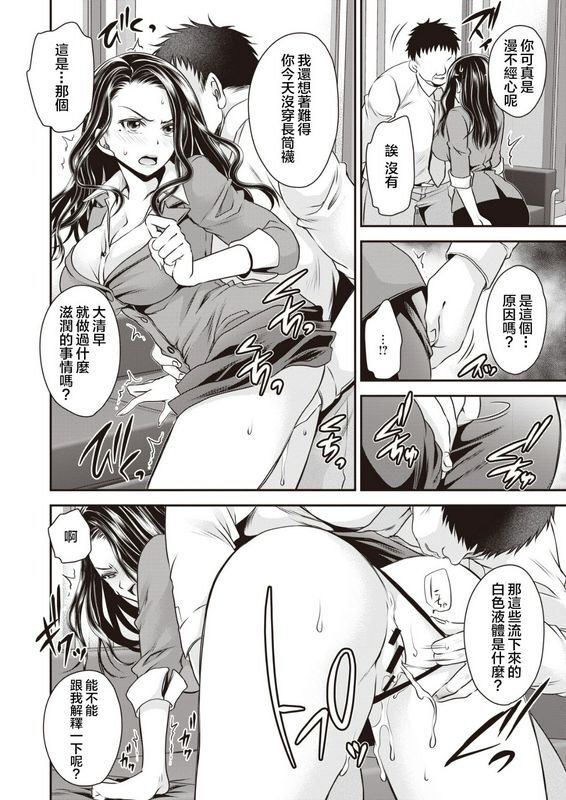 你可真是
漫不經心呢
誒 沒有
是這個…
原因嗎？
…!?
我還想著難得
你今天沒穿長筒
襪
這是…那個
大清早
就做過什麼
滋潤的事情嗎？
那些流下來的
白色液體是什麼？
啊
能不能
跟我解釋一下呢？